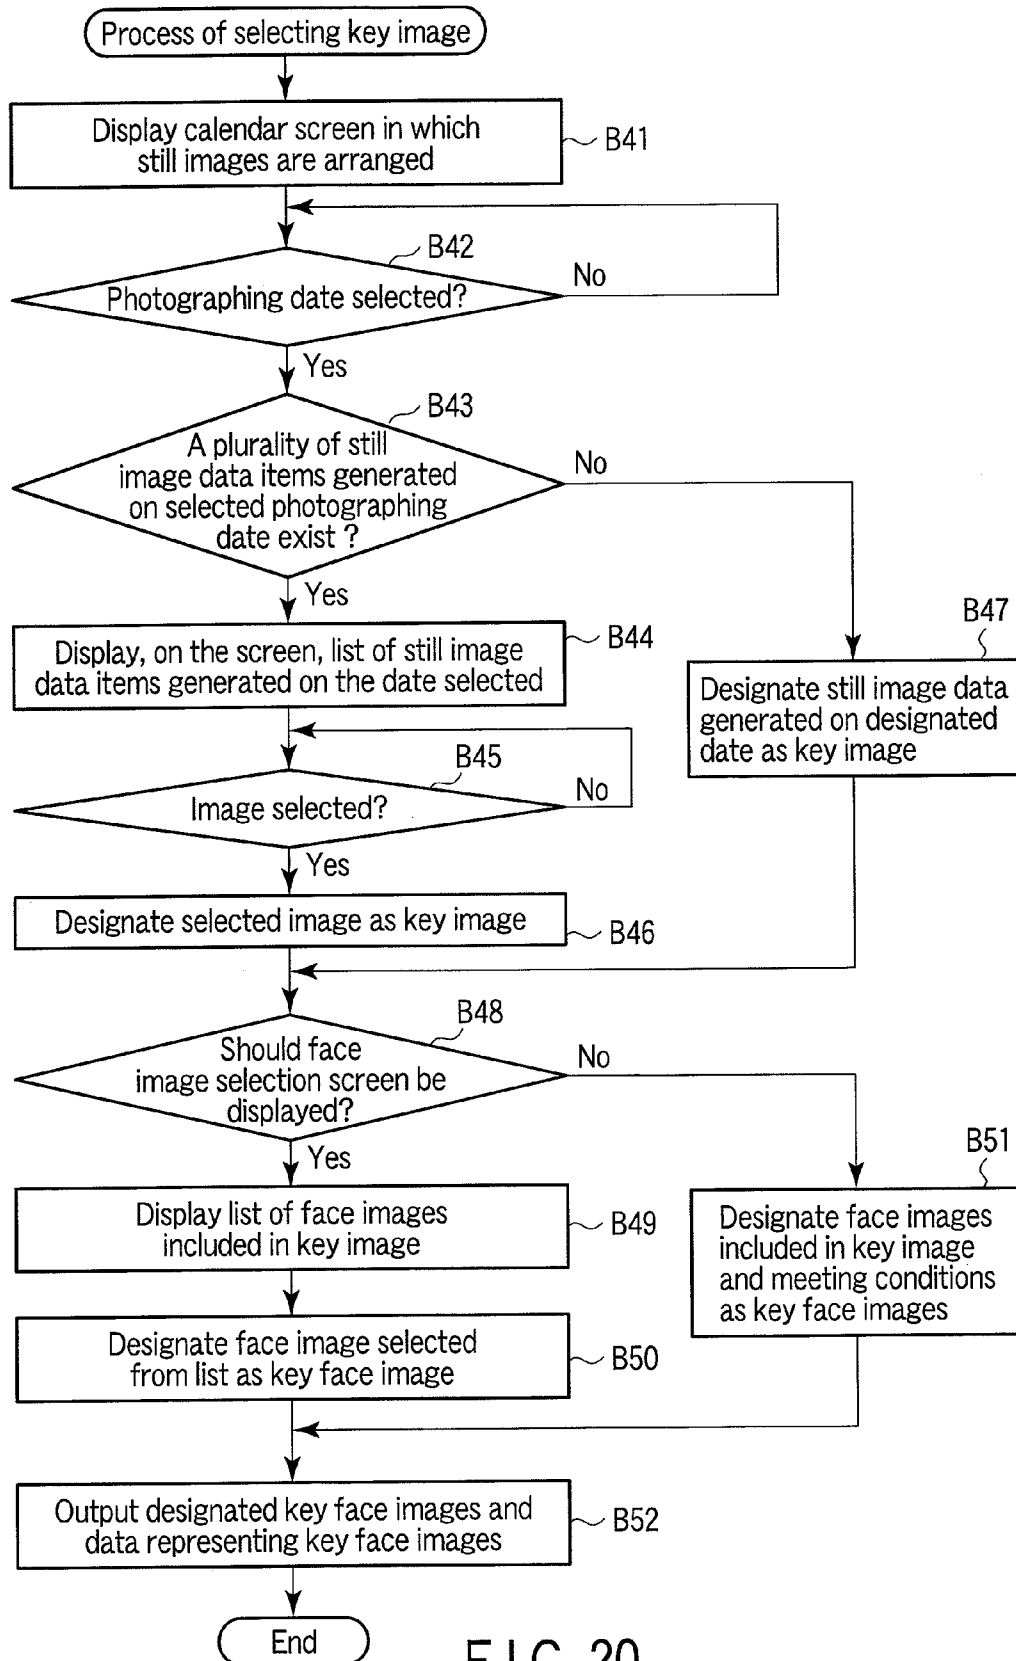 Process of selecting key image
Display calendar screen in which
still images are arranged
B41
B42
Photographing date selected?
No
Yes
B43
A plurality of still
image data items generated
on selected photographing
date exist ?
No
Yes
B44
Display, on the screen, list of still image
data items generated on the date selected
B47
Designate still image data
generated on designated
date as key image
B45
Image selected?
No
Yes
Designate selected image as key image
B46
B48
Should face
image selection screen be
displayed?
No
Yes
Display list of face images
included in key image
B49
B51
Designate face images
included in key image
and meeting conditions
as key face images
Designate face image selected
from list as key face image
B50
Output designated key face images and
data representing key face images
B52
End
FIG. 20